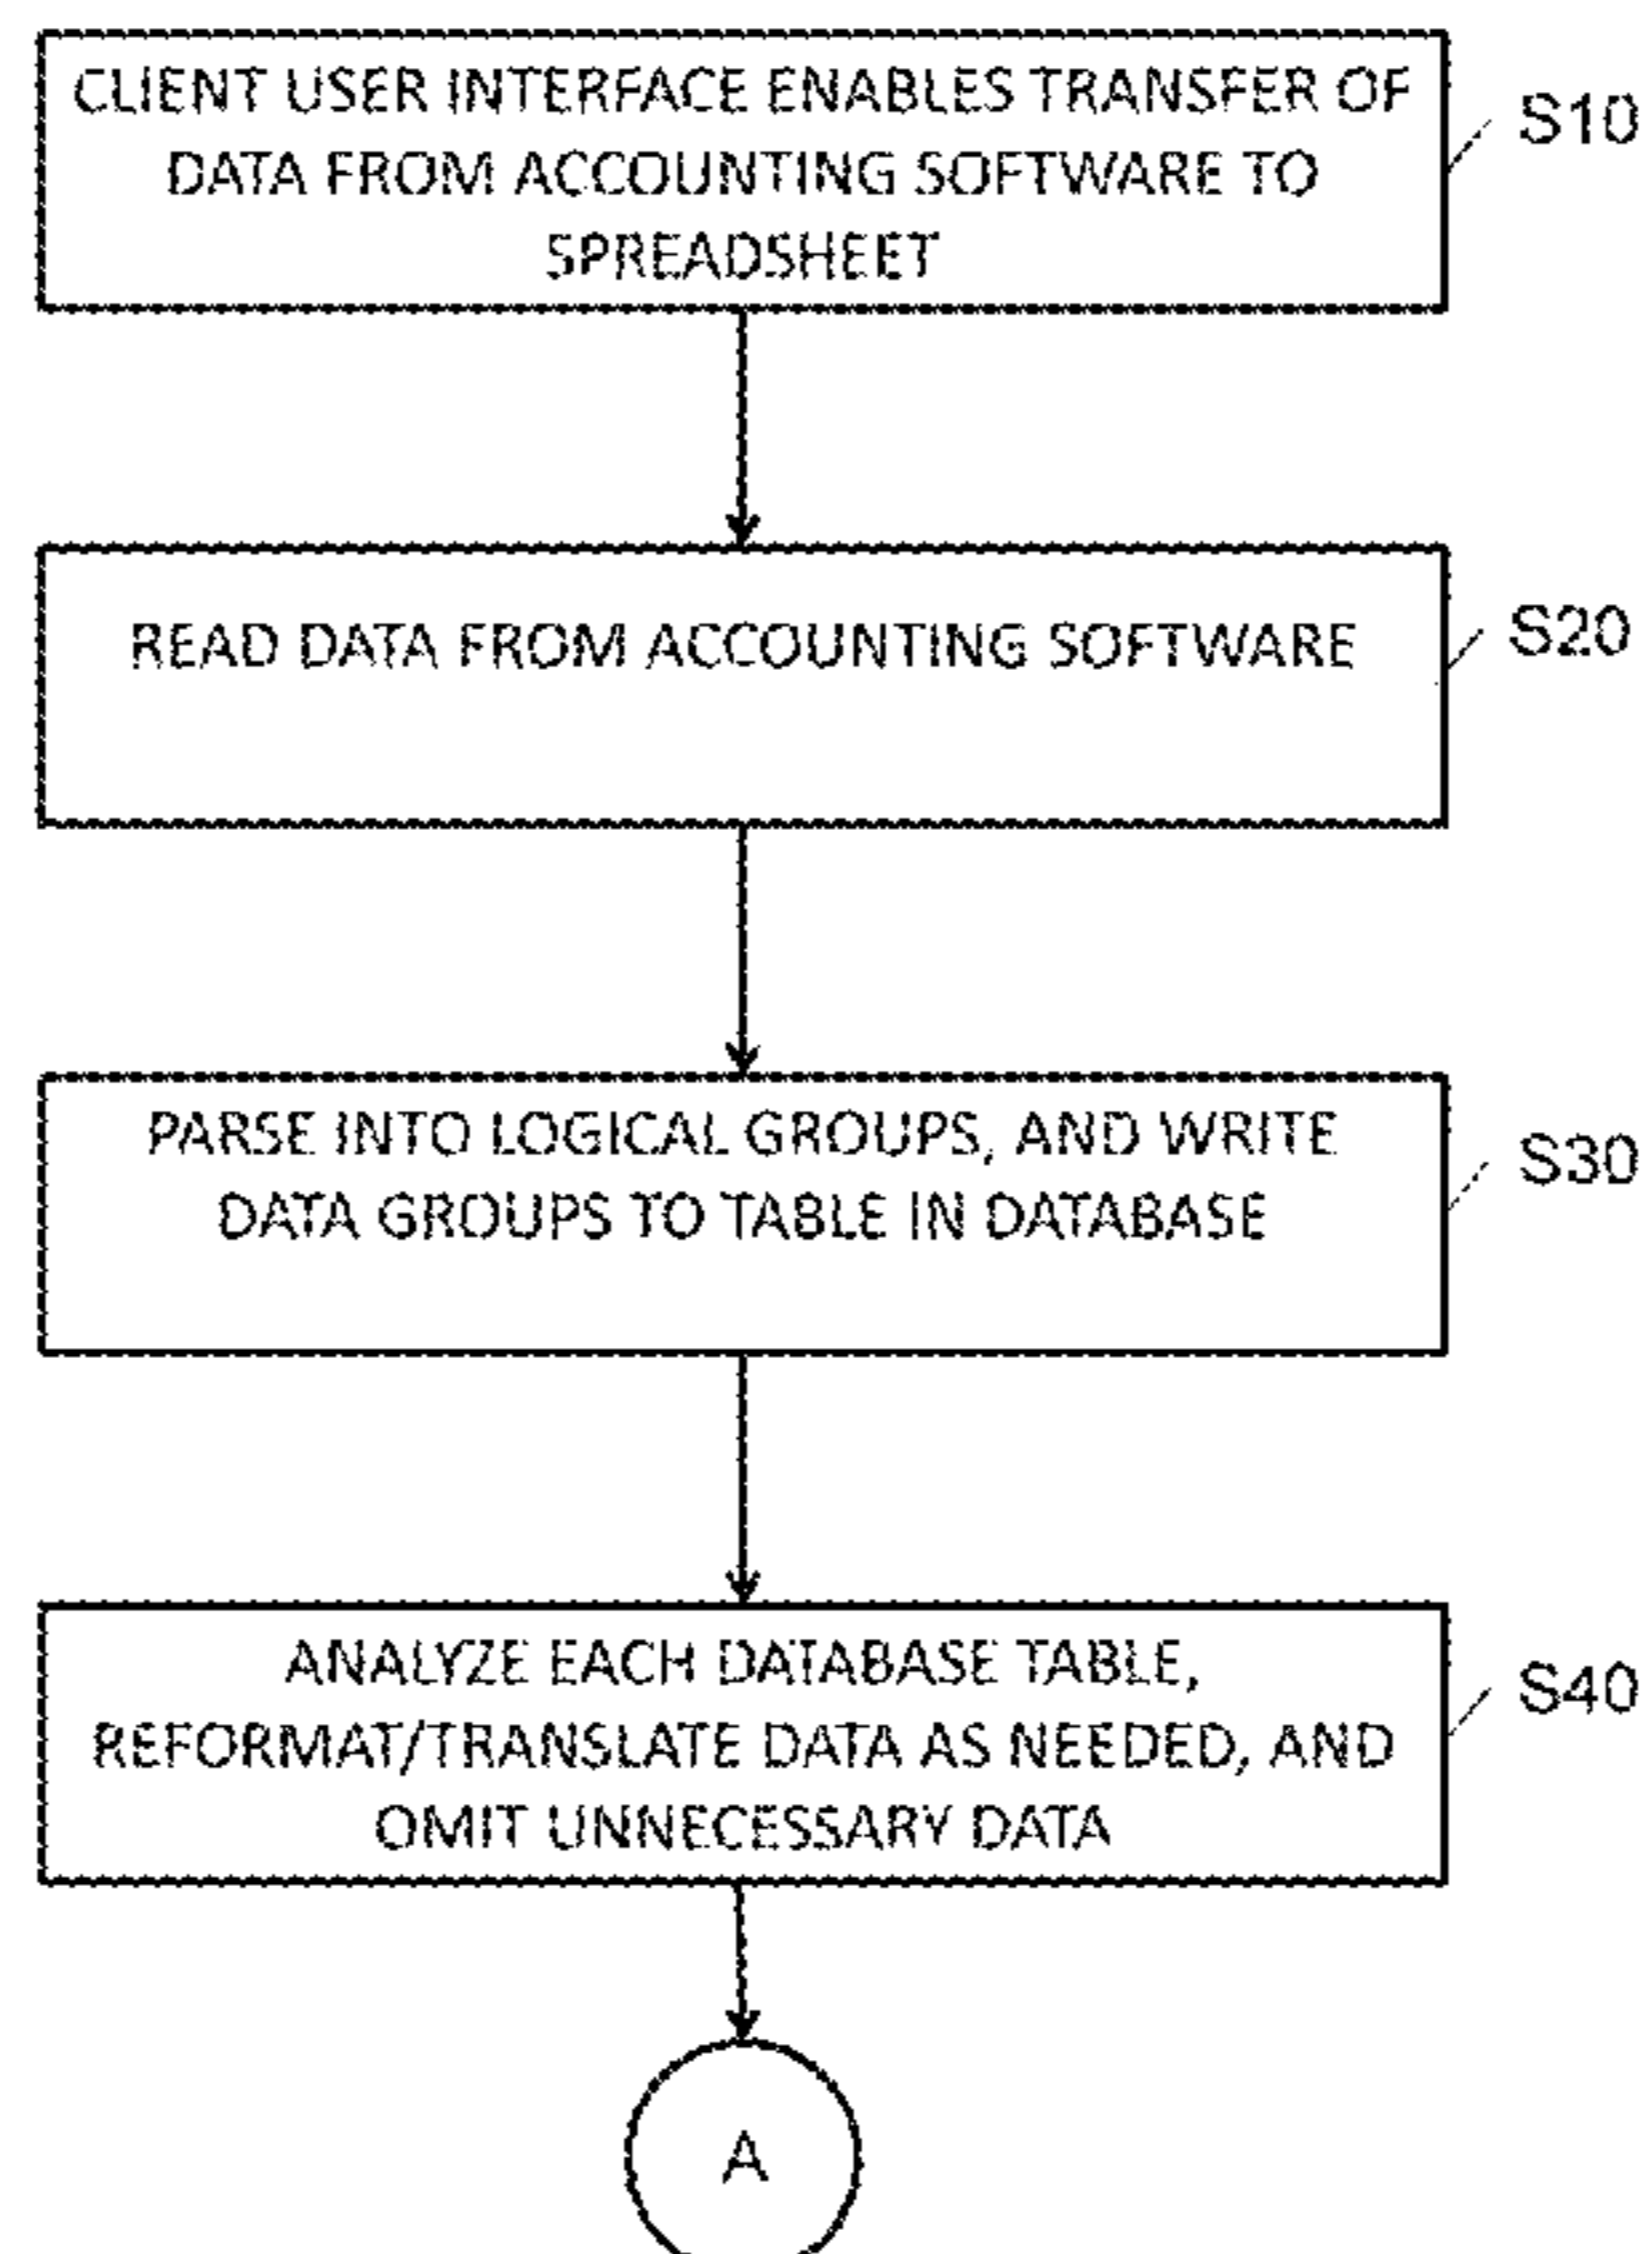 CLIENT USER INTERFACE ENABLES TRANSFER OF
DATA FROM ACCOUNTING SOFTWARE TO
SPREADSHEET
S10
READ DATA FROM ACCOUNTING SOFTWARE
S20
PARSE INTO LOGICAL GROUPS, AND WRITE
DATA GROUPS TO TABLE IN DATABASE
S30
ANALYZE EACH DATABASE TABLE,
REFORMAT/TRANSLATE DATA AS NEEDED, AND
OMIT UNNECESSARY DATA
S40
A